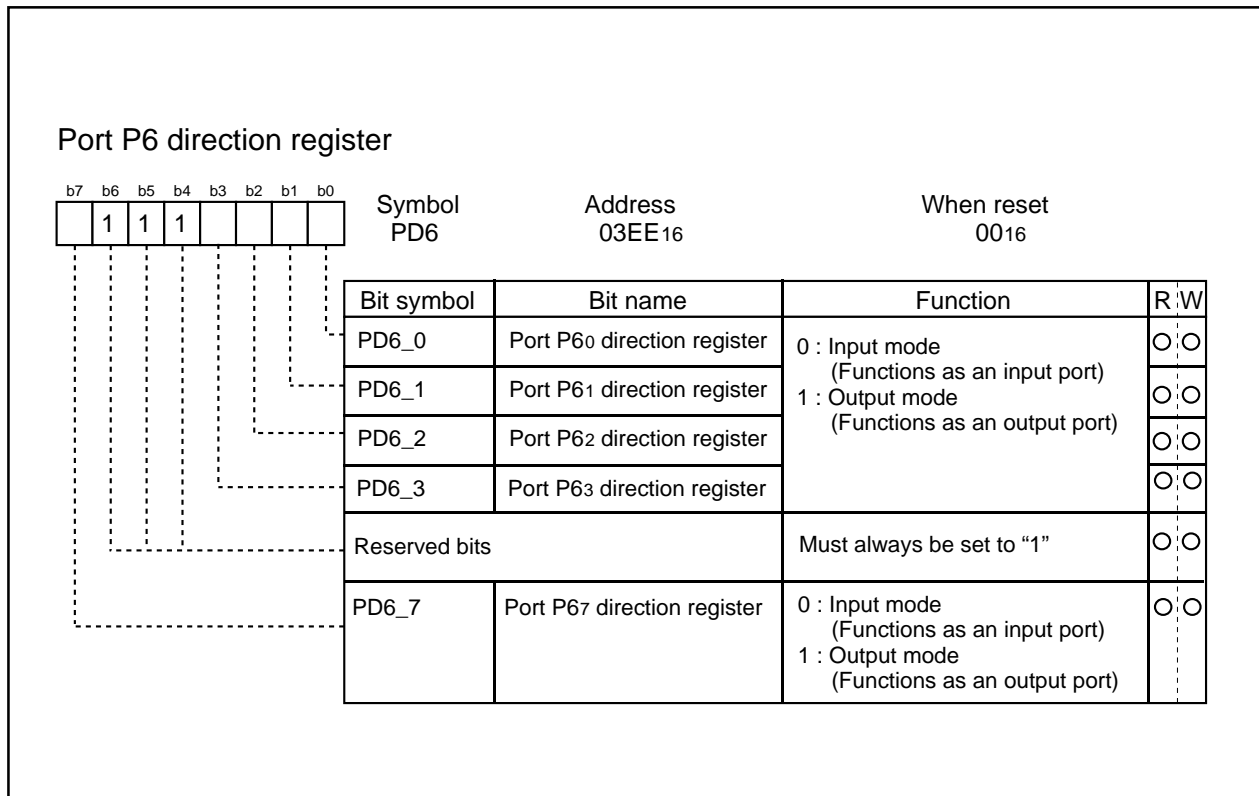 Port P6 direction register
b7 b6 b5 b4 b3 b2 b1 b0
1 1 1
Symbol Address When reset
PD6 03EE16 0016
Bit symbol Bit name Function R W
PD6_0 Port P60 direction register 0 : Input mode
(Functions as an input port)
PD6_1 Port P61 direction register 1 : Output mode
(Functions as an output port)
PD6_2 Port P62 direction register
PD6_3 Port P63 direction register
Reserved bits Must always be set to “1”
PD6_7 Port P67 direction register 0 : Input mode
(Functions as an input port)
1 : Output mode
(Functions as an output port)